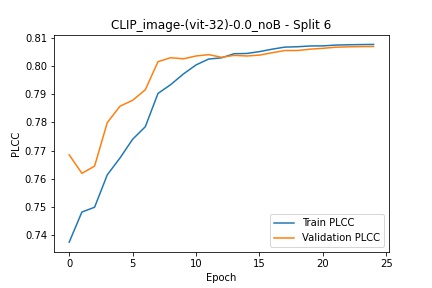 CLIP_image-(vit-32)-0.0_noB - Split 6
0.81
0.80
0.79
0.78
0.77
0.76
0.75
0.74
PLCC
Train PLCC
Validation PLCC
0 5 10 15 20 25
Epoch